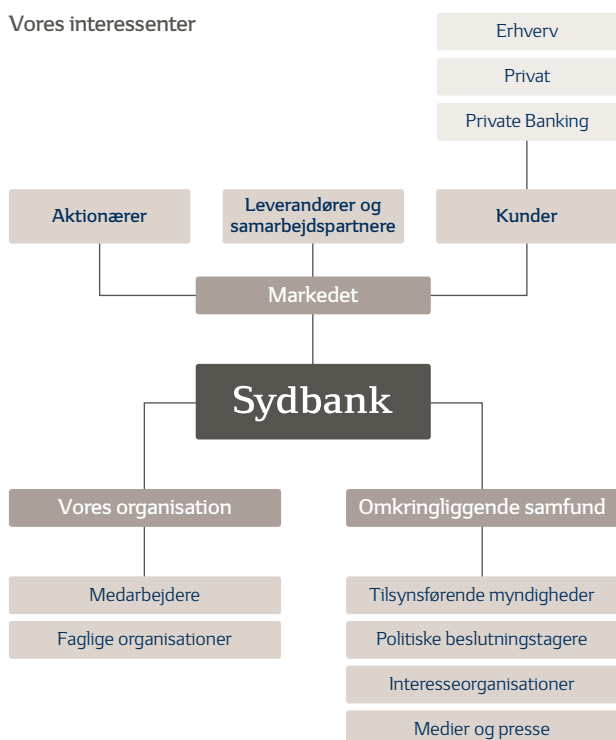 Vores interessenter
Erhverv
Privat
Private Banking
Aktionærer
Leverandører og
samarbejdspartnere
Kunder
Markedet
Sydbank
Vores organisation
Omkringliggende samfund
Medarbejdere
Faglige organisationer
Tilsynsførende myndigheder
Politiske beslutningstagere
Interesseorganisationer
Medier og presse